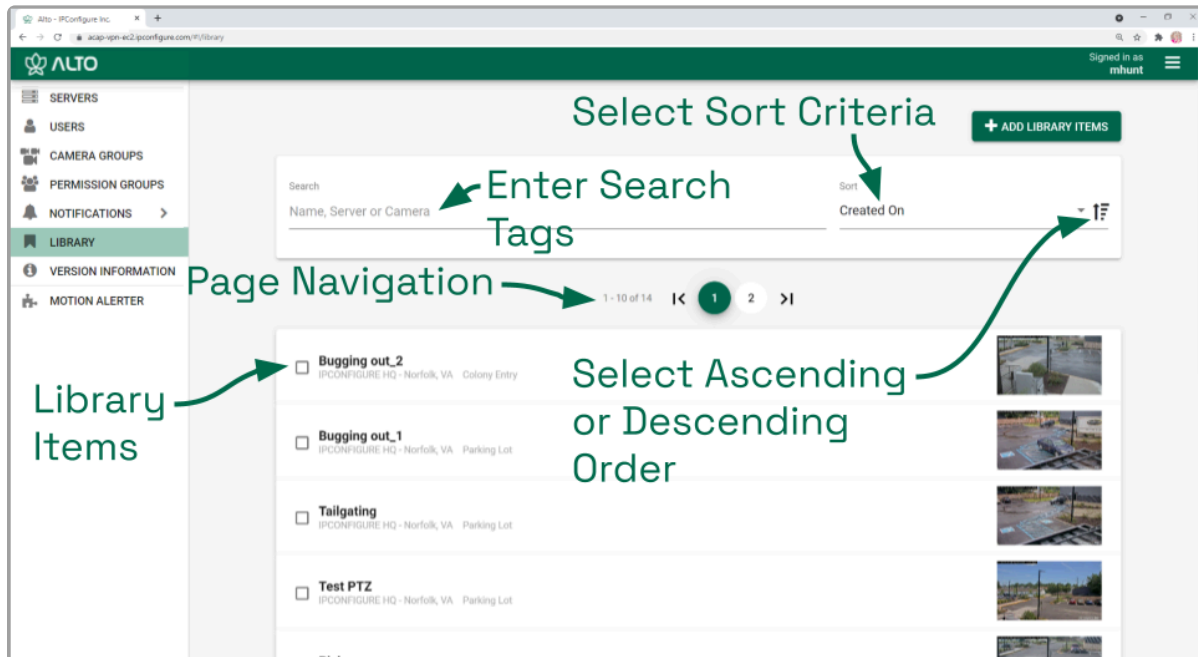 Alto - IPConfigure Inc.
acap-vpn-ec2.ipconfigure.com/#!/library
ALTO
Signed in as
mhunt
SERVERS
USERS
CAMERA GROUPS
PERMISSION GROUPS
NOTIFICATIONS
LIBRARY
VERSION INFORMATION
MOTION ALERTER
Select Sort Criteria
+ ADD LIBRARY ITEMS
Search
Name, Server or Camera
Enter Search
Tags
Sort
Created On
Page Navigation
1 - 10 of 14
1
2
Library
Items
Select Ascending
or Descending
Order
Bugging out_2
IPCONFIGURE HQ - Norfolk, VA Colony Entry
Bugging out_1
IPCONFIGURE HQ - Norfolk, VA Parking Lot
Tailgating
IPCONFIGURE HQ - Norfolk, VA Parking Lot
Test PTZ
IPCONFIGURE HQ - Norfolk, VA Parking Lot